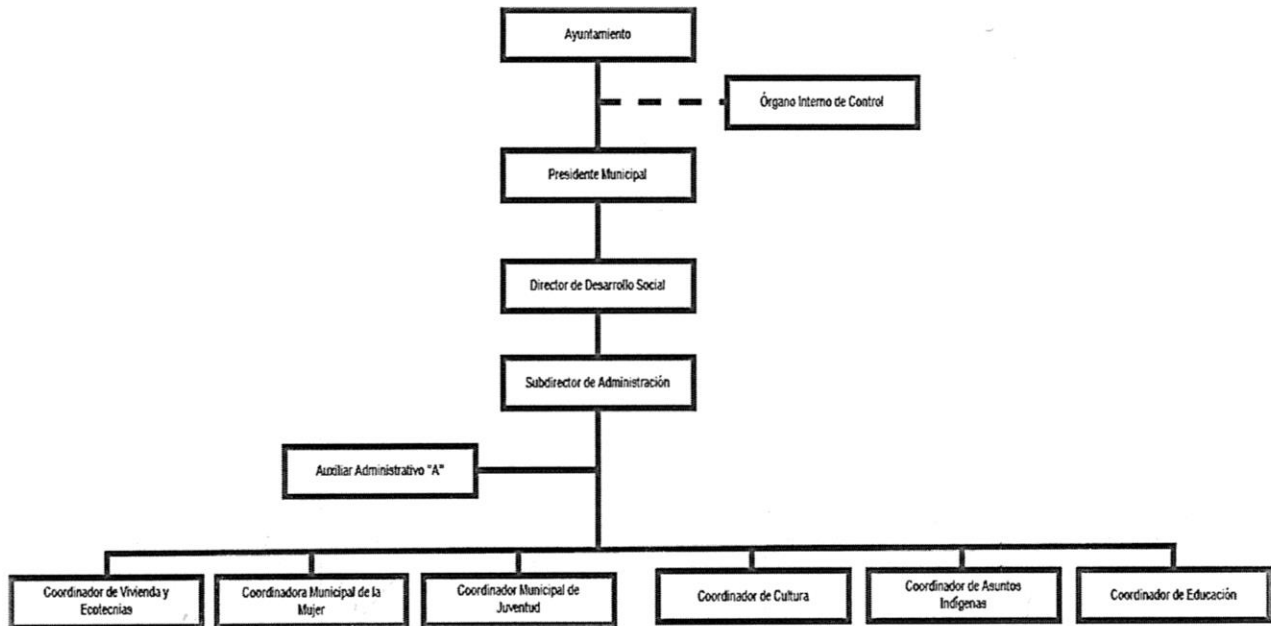 Ayuntamiento
Órgano Interno de Control
Presidente Municipal
Director de Desarrollo Social
Subdirector de Administración
Auxiliar Administrativo "A"
Coordinador de Vivienda y
Ecotecnias
Coordinadora Municipal de la
Mujer
Coordinador Municipal de
Juventud
Coordinador de Cultura
Coordinador de Asuntos
Indígenas
Coordinador de Educación